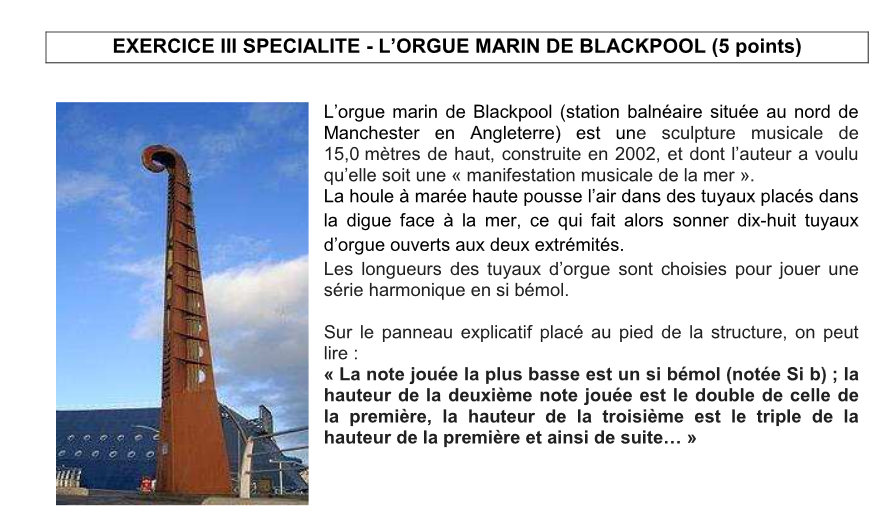 EXERCICE III SPECIALITE - L'ORGUE MARIN DE BLACKPOOL (5 points)
L'orgue marin de Blackpool (station balnéaire située au nord de
Manchester en Angleterre) est une sculpture musicale de
15,0 mètres de haut, construite en 2002, et dont l'auteur a voulu
qu'elle soit une « manifestation musicale de la mer ».
La houle à marée haute pousse l'air dans des tuyaux placés dans
la digue face à la mer, ce qui fait alors sonner dix-huit tuyaux
d'orgue ouverts aux deux extrémités.
Les longueurs des tuyaux d'orgue sont choisies pour jouer une
série harmonique en si bémol.
Sur le panneau explicatif placé au pied de la structure, on peut
lire :
« La note jouée la plus basse est un si bémol (notée Si b) ; la
hauteur de la deuxième note jouée est le double de celle de
la première, la hauteur de la troisième est le triple de la
hauteur de la première et ainsi de suite… »